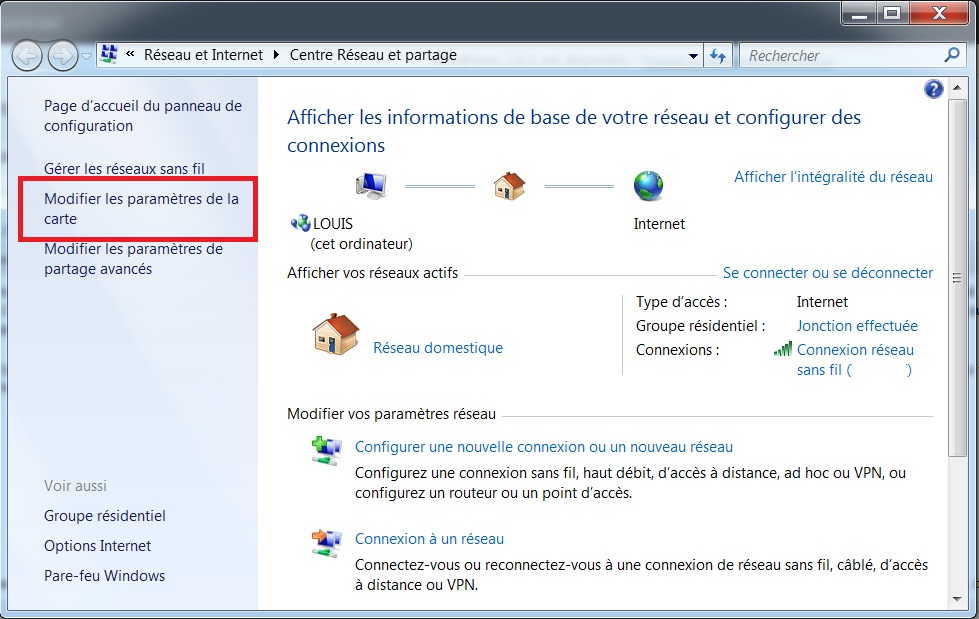 « Réseau et Internet ▸ Centre Réseau et partage
Rechercher
Page d'accueil du panneau de
configuration
Gérer les réseaux sans fil
Modifier les paramètres de la
carte
Modifier les paramètres de
partage avancés
Voir aussi
Groupe résidentiel
Options Internet
Pare-feu Windows
Afficher les informations de base de votre réseau et configurer des
connexions
Afficher l'intégralité du réseau
LOUIS
(cet ordinateur)
Internet
Afficher vos réseaux actifs
Se connecter ou se déconnecter
Réseau domestique
Type d'accès : Internet
Groupe résidentiel : Jonction effectuée
Connexions : Connexion réseau
sans fil ( )
Modifier vos paramètres réseau
Configurer une nouvelle connexion ou un nouveau réseau
Configurez une connexion sans fil, haut débit, d'accès à distance, ad hoc ou VPN, ou
configurez un routeur ou un point d'accès.
Connexion à un réseau
Connectez-vous ou reconnectez-vous à une connexion de réseau sans fil, câblé, d'accès
à distance ou VPN.